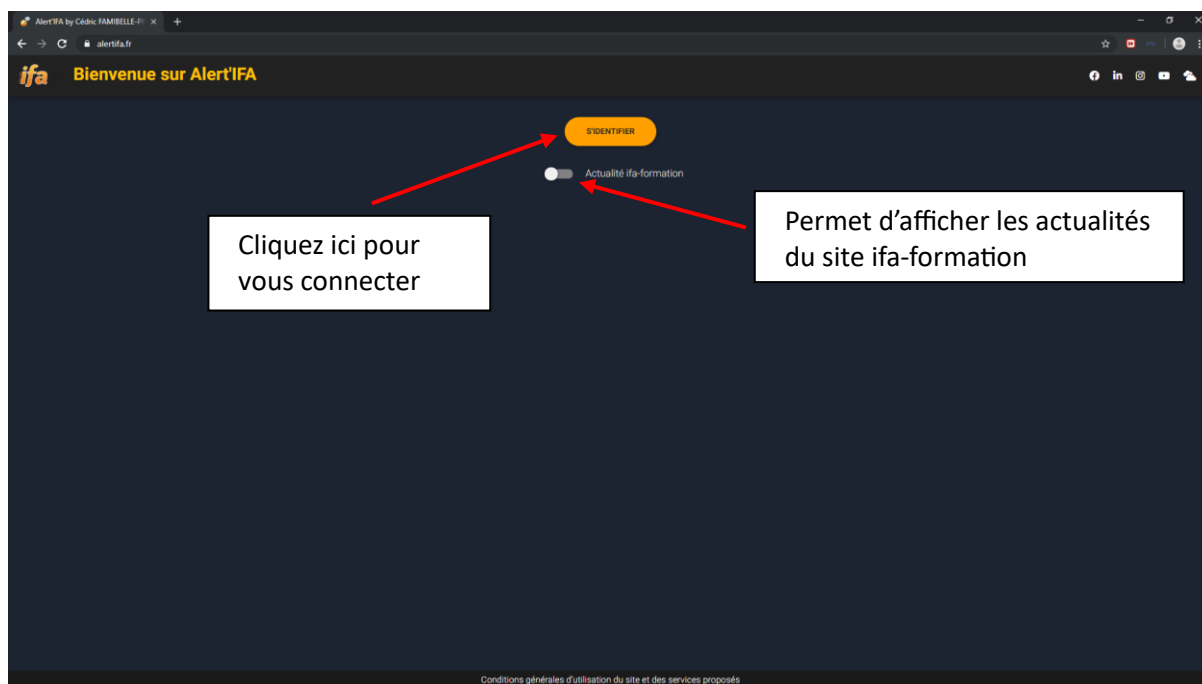 Alert'IFA by Cédric FAMIBELLE-P
alertifa.fr
ifa Bienvenue sur Alert'IFA
S'IDENTIFIER
Actualité ifa-formation
Cliquez ici pour
vous connecter
Permet d'afficher les actualités
du site ifa-formation
Conditions générales d'utilisation du site et des services proposés